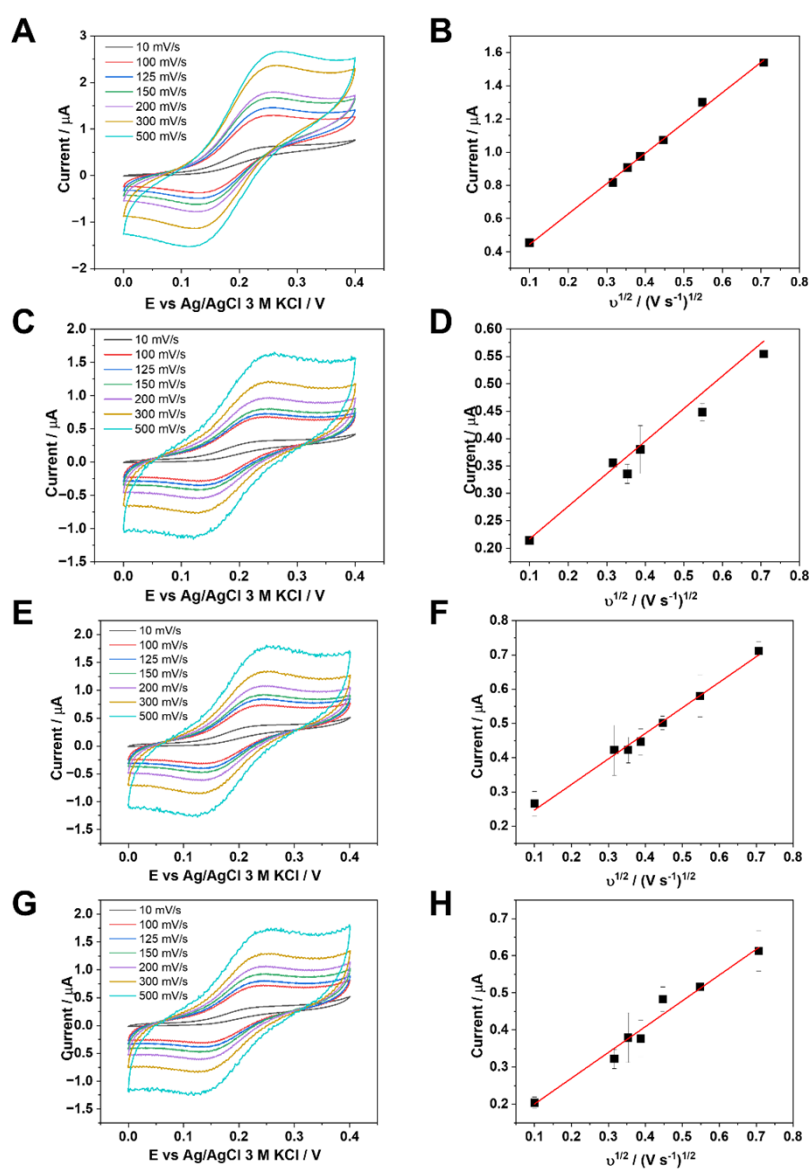 A
10 mV/s
100 mV/s
125 mV/s
150 mV/s
200 mV/s
300 mV/s
500 mV/s
3
2
1
0
−1
−2
Current / μA
0.0 0.1 0.2 0.3 0.4
E vs Ag/AgCl 3 M KCl / V
B
1.6
1.4
1.2
1.0
0.8
0.6
0.4
Current / μA
0.1 0.2 0.3 0.4 0.5 0.6 0.7 0.8
υ^1/2 / (V s⁻¹)^1/2
C
10 mV/s
100 mV/s
125 mV/s
150 mV/s
200 mV/s
300 mV/s
500 mV/s
2.0
1.5
1.0
0.5
0.0
−0.5
−1.0
−1.5
Current / μA
0.0 0.1 0.2 0.3 0.4
E vs Ag/AgCl 3 M KCl / V
D
0.60
0.55
0.50
0.45
0.40
0.35
0.30
0.25
0.20
Current / μA
0.1 0.2 0.3 0.4 0.5 0.6 0.7 0.8
υ^1/2 / (V s⁻¹)^1/2
E
10 mV/s
100 mV/s
125 mV/s
150 mV/s
200 mV/s
300 mV/s
500 mV/s
2.0
1.5
1.0
0.5
0.0
−0.5
−1.0
−1.5
Current / μA
0.0 0.1 0.2 0.3 0.4
E vs Ag/AgCl 3 M KCl / V
F
0.8
0.7
0.6
0.5
0.4
0.3
0.2
Current / μA
0.1 0.2 0.3 0.4 0.5 0.6 0.7 0.8
υ^1/2 / (V s⁻¹)^1/2
G
10 mV/s
100 mV/s
125 mV/s
150 mV/s
200 mV/s
300 mV/s
500 mV/s
2.0
1.5
1.0
0.5
0.0
−0.5
−1.0
−1.5
Current / μA
0.0 0.1 0.2 0.3 0.4
E vs Ag/AgCl 3 M KCl / V
H
0.7
0.6
0.5
0.4
0.3
0.2
Current / μA
0.1 0.2 0.3 0.4 0.5 0.6 0.7 0.8
υ^1/2 / (V s⁻¹)^1/2